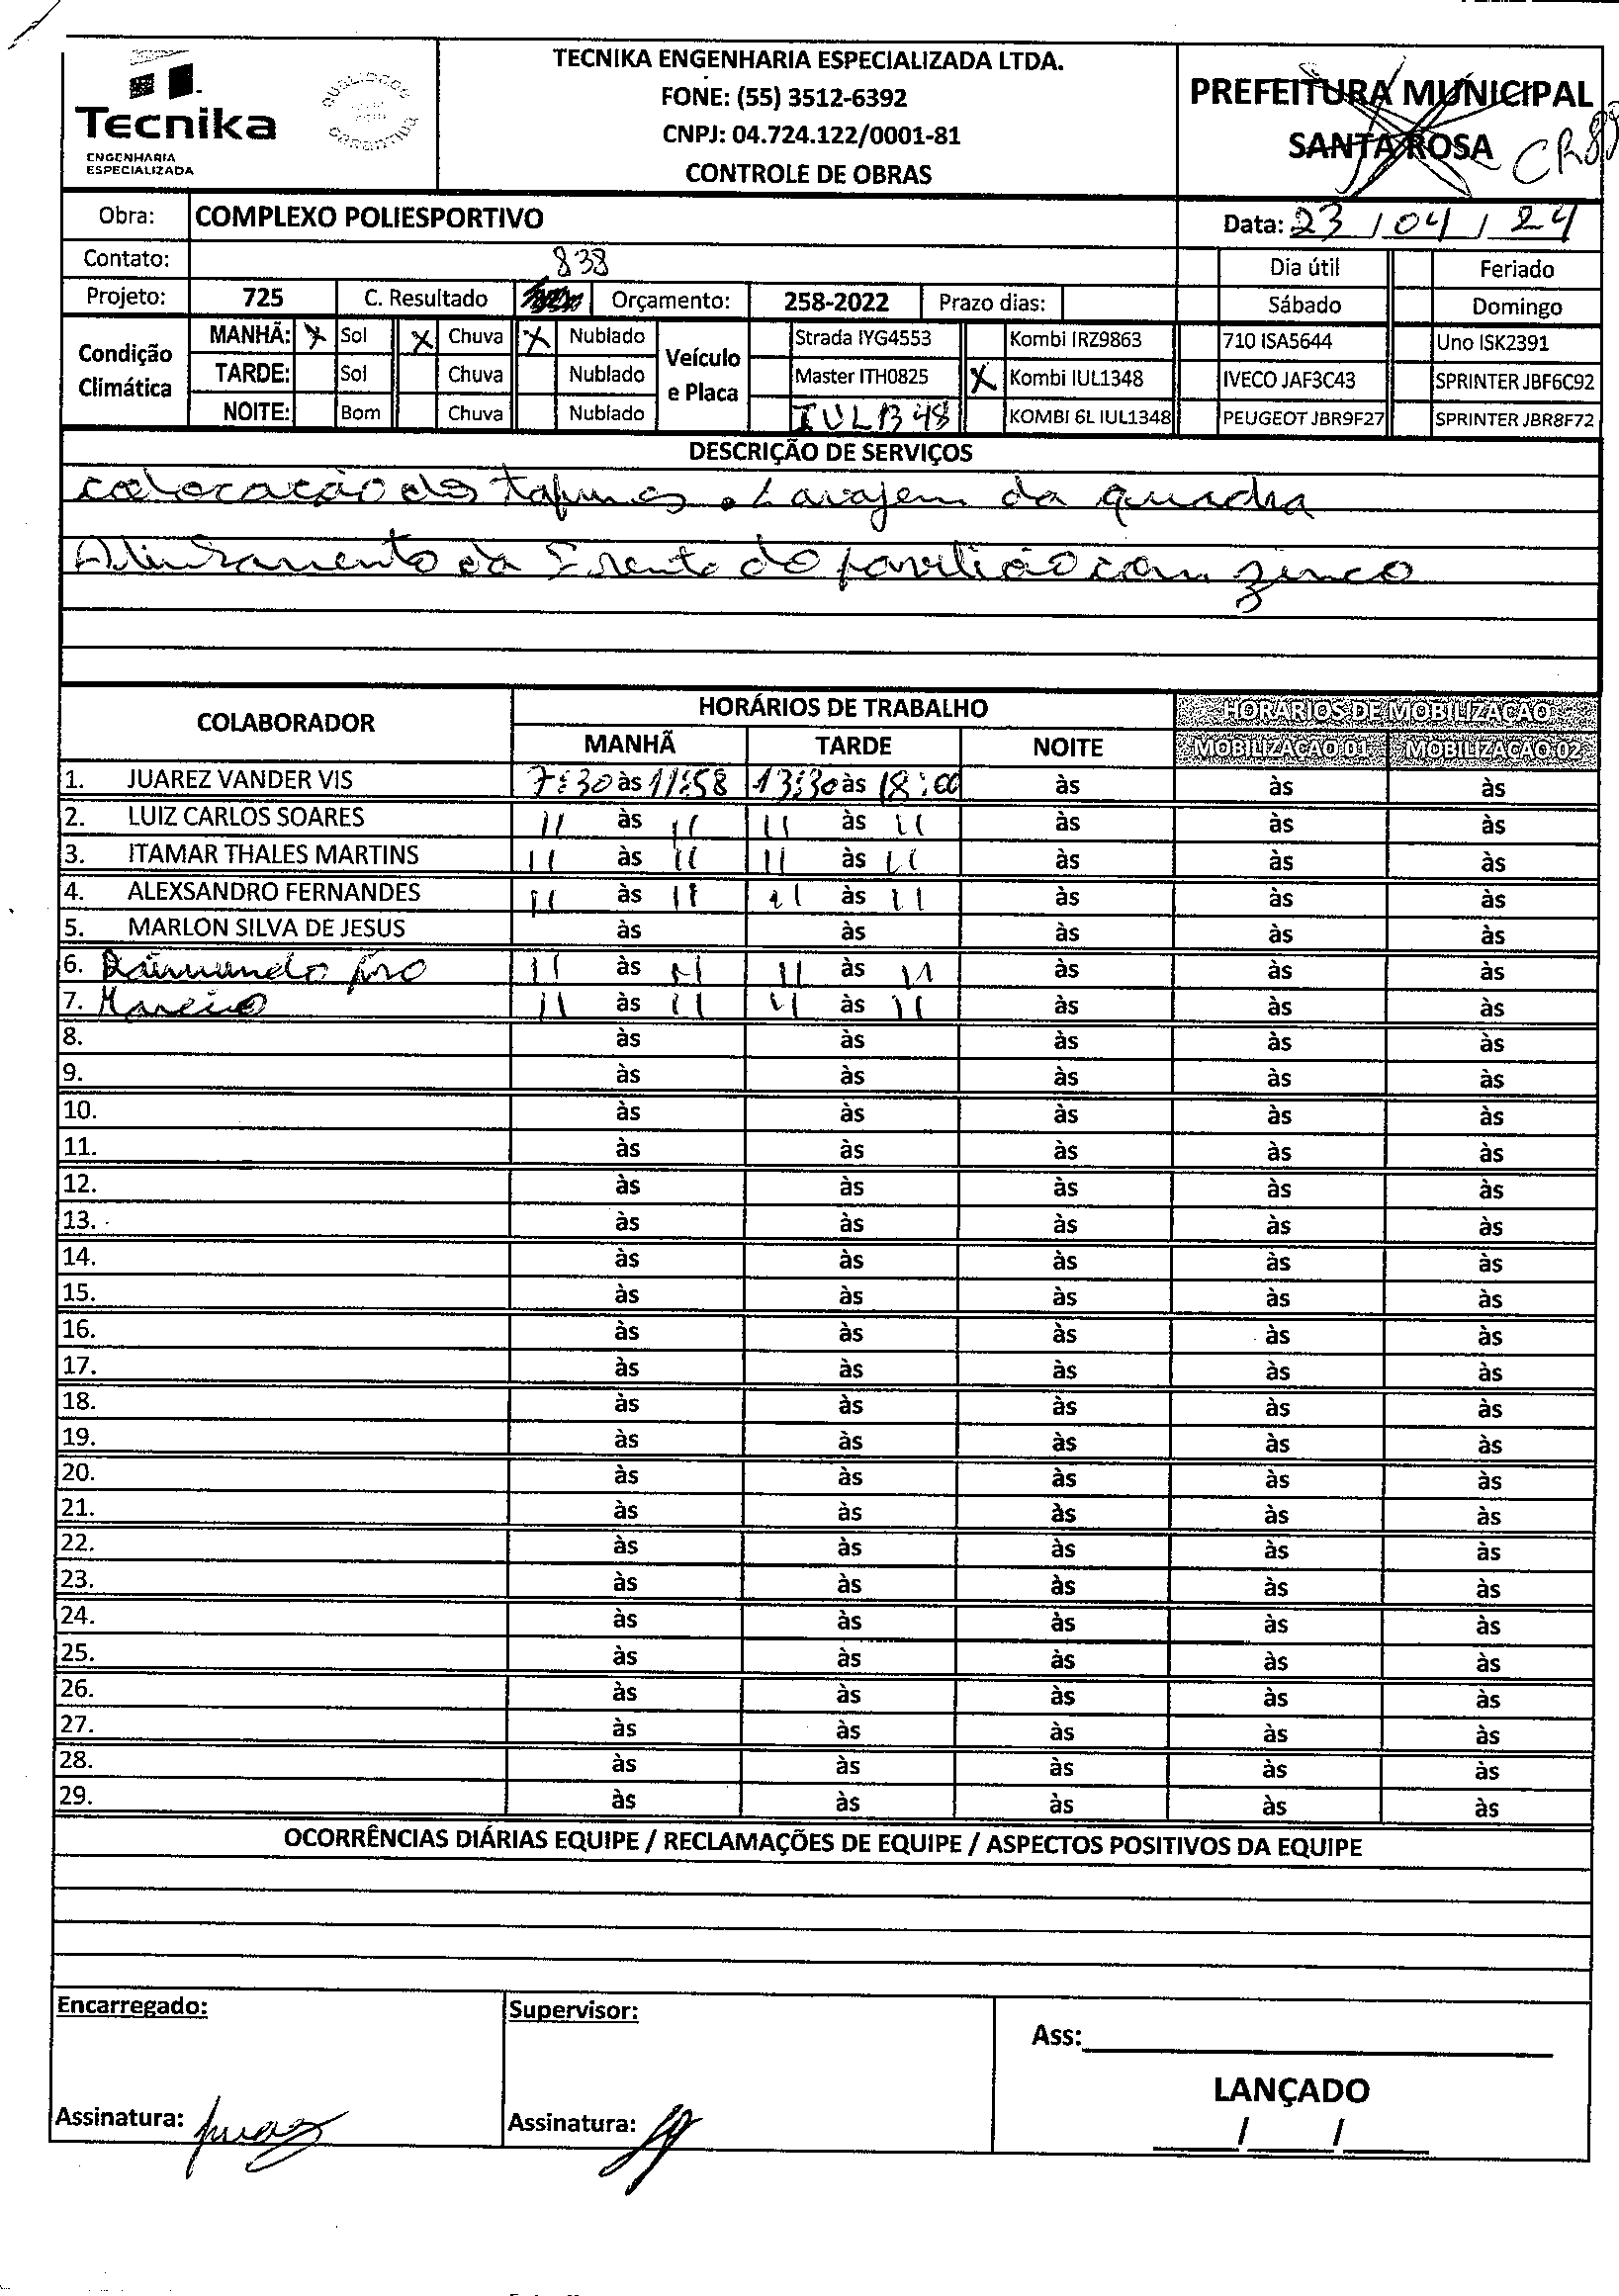 Tecnika
ENGENHARIA
ESPECIALIZADA
TECNIKA ENGENHARIA ESPECIALIZADA LTDA.
FONE: (55) 3512-6392
CNPJ: 04.724.122/0001-81
CONTROLE DE OBRAS
PREFEITURA MUNICIPAL
SANTA ROSA
Obra: COMPLEXO POLIESPORTIVO Data: 23 / 04 / 24
Contato: 838 Dia útil Feriado
Projeto: 725 C. Resultado Orçamento: 258-2022 Prazo dias: Sábado Domingo
Condição Climática
MANHÃ: X Sol X Chuva X Nublado Veículo e Placa Strada IYG4553 Kombi IRZ9863 710 ISA5644 Uno ISK2391
TARDE: Sol Chuva Nublado Master ITH0825 X Kombi IUL1348 IVECO JAF3C43 SPRINTER JBF6C92
NOITE: Bom Chuva Nublado IUL1348 KOMBI 6L IUL1348 PEUGEOT JBR9F27 SPRINTER JBR8F72
DESCRIÇÃO DE SERVIÇOS
colocação do tapumes. Lavajem da quadra
da Frente do pavilião com zinco
COLABORADOR HORÁRIOS DE TRABALHO HORÁRIOS DE MOBILIZACAO
MANHÃ TARDE NOITE MOBILIZACAO 01 MOBILIZACAO 02
1. JUAREZ VANDER VIS 7:30 às 11:58 13:30 às 18:00 às às às
2. LUIZ CARLOS SOARES 11 às 11 11 às 11 às às às
3. ITAMAR THALES MARTINS 11 às 11 11 às 11 às às às
4. ALEXSANDRO FERNANDES 11 às 11 11 às 11 às às às
5. MARLON SILVA DE JESUS às às às às às
6. Raimundo 11 às 11 11 às 11 às às às
7. 11 às 11 11 às 11 às às às
8. às às às às às
9. às às às às às
10. às às às às às
11. às às às às às
12. às às às às às
13. às às às às às
14. às às às às às
15. às às às às às
16. às às às às às
17. às às às às às
18. às às às às às
19. às às às às às
20. às às às às às
21. às às às às às
22. às às às às às
23. às às às às às
24. às às às às às
25. às às às às às
26. às às às às às
27. às às às às às
28. às às às às às
29. às às às às às
OCORRÊNCIAS DIÁRIAS EQUIPE / RECLAMAÇÕES DE EQUIPE / ASPECTOS POSITIVOS DA EQUIPE
Encarregado: Supervisor: Ass:
LANÇADO
Assinatura: Assinatura: / /